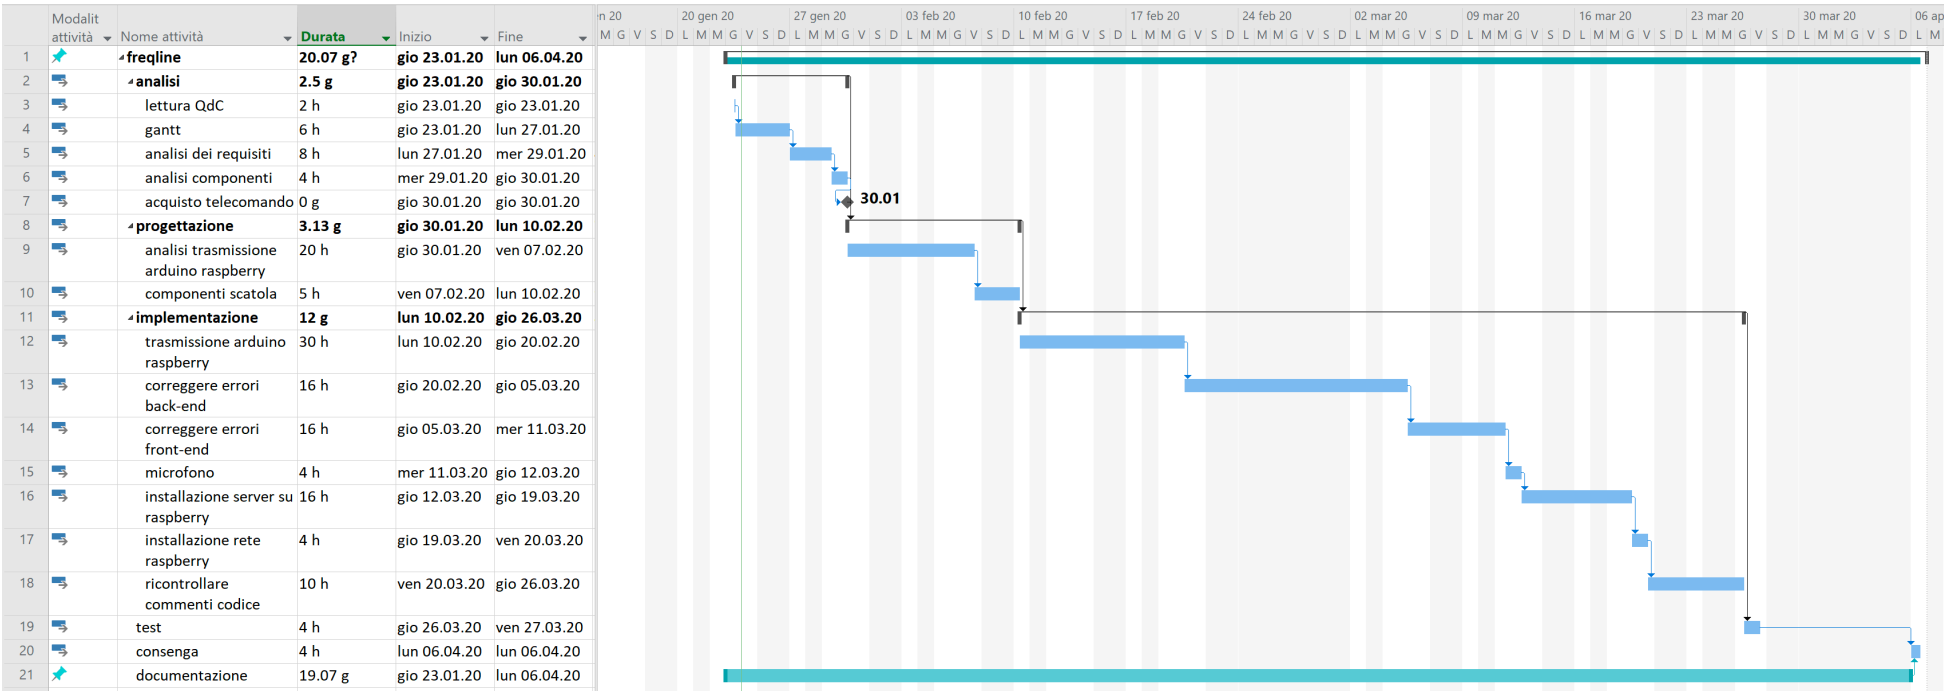 Modalit
attività Nome attività Durata Inizio Fine
en 20 20 gen 20 27 gen 20 03 feb 20 10 feb 20 17 feb 20 24 feb 20 02 mar 20 09 mar 20 16 mar 20 23 mar 20 30 mar 20 06 ap
M G V S D L M M G V S D L M M G V S D L M M G V S D L M M G V S D L M M G V S D L M M G V S D L M M G V S D L M M G V S D L M M G V S D L M M G V S D L M M G V S D L M
1 freqline 20.07 g? gio 23.01.20 lun 06.04.20
2 analisi 2.5 g gio 23.01.20 gio 30.01.20
3 lettura QdC 2 h gio 23.01.20 gio 23.01.20
4 gantt 6 h gio 23.01.20 lun 27.01.20
5 analisi dei requisiti 8 h lun 27.01.20 mer 29.01.20
6 analisi componenti 4 h mer 29.01.20 gio 30.01.20
7 acquisto telecomando 0 g gio 30.01.20 gio 30.01.20 30.01
8 progettazione 3.13 g gio 30.01.20 lun 10.02.20
9 analisi trasmissione 20 h gio 30.01.20 ven 07.02.20
arduino raspberry
10 componenti scatola 5 h ven 07.02.20 lun 10.02.20
11 implementazione 12 g lun 10.02.20 gio 26.03.20
12 trasmissione arduino 30 h lun 10.02.20 gio 20.02.20
raspberry
13 correggere errori 16 h gio 20.02.20 gio 05.03.20
back-end
14 correggere errori 16 h gio 05.03.20 mer 11.03.20
front-end
15 microfono 4 h mer 11.03.20 gio 12.03.20
16 installazione server su 16 h gio 12.03.20 gio 19.03.20
raspberry
17 installazione rete 4 h gio 19.03.20 ven 20.03.20
raspberry
18 ricontrollare 10 h ven 20.03.20 gio 26.03.20
commenti codice
19 test 4 h gio 26.03.20 ven 27.03.20
20 consenga 4 h lun 06.04.20 lun 06.04.20
21 documentazione 19.07 g gio 23.01.20 lun 06.04.20